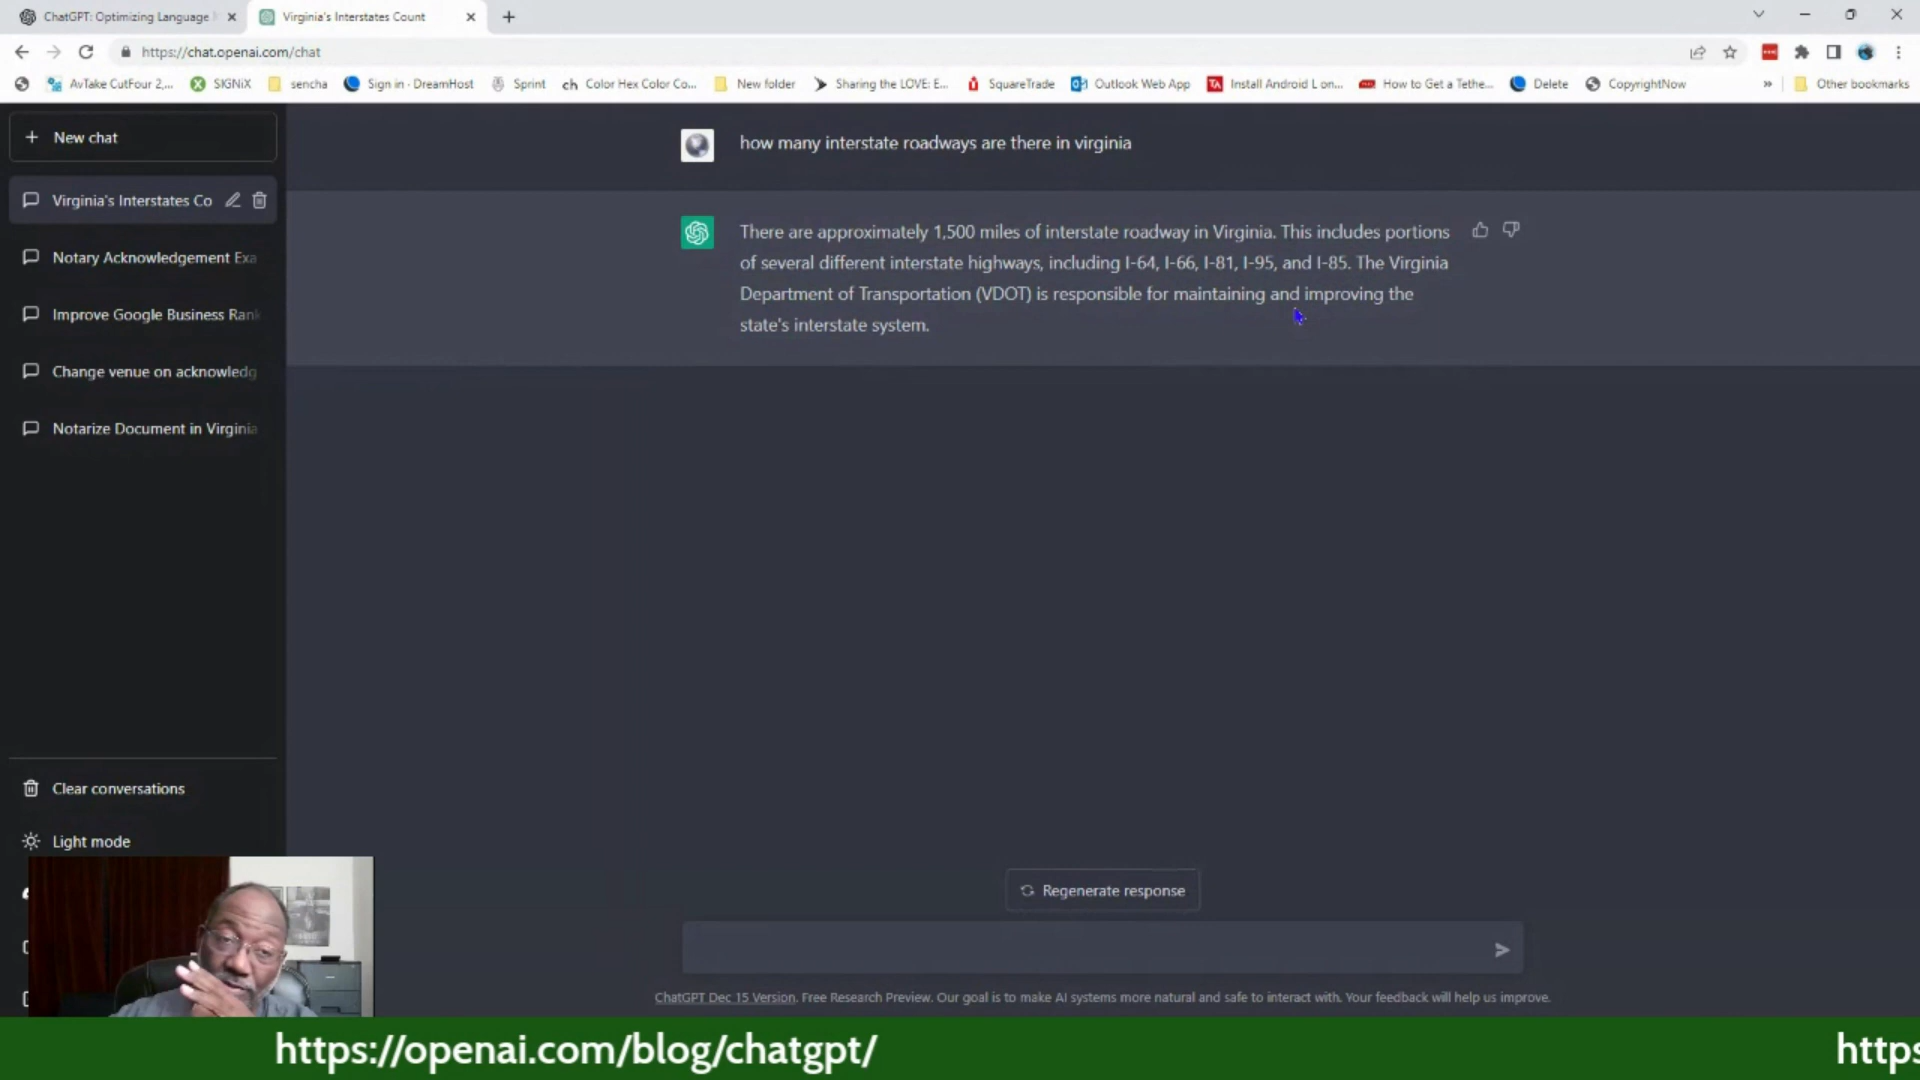 ChatGPT: Optimizing Language
Virginia's Interstates Count
https://chat.openai.com/chat
AvTake CutFour 2,...
SIGNiX
sencha
Sign in · DreamHost
Sprint
ch Color Hex Color Co...
New folder
Sharing the LOVE: E...
SquareTrade
Outlook Web App
TA Install Android L on...
How to Get a Tethe...
Delete
CopyrightNow
»
Other bookmarks
+ New chat
Virginia's Interstates Co
Notary Acknowledgement Exa
Improve Google Business Rank
Change venue on acknowledg
Notarize Document in Virginia
Clear conversations
Light mode
how many interstate roadways are there in virginia
There are approximately 1,500 miles of interstate roadway in Virginia. This includes portions
of several different interstate highways, including I-64, I-66, I-81, I-95, and I-85. The Virginia
Department of Transportation (VDOT) is responsible for maintaining and improving the
state's interstate system.
Regenerate response
ChatGPT Dec 15 Version. Free Research Preview. Our goal is to make AI systems more natural and safe to interact with. Your feedback will help us improve.
https://openai.com/blog/chatgpt/
https